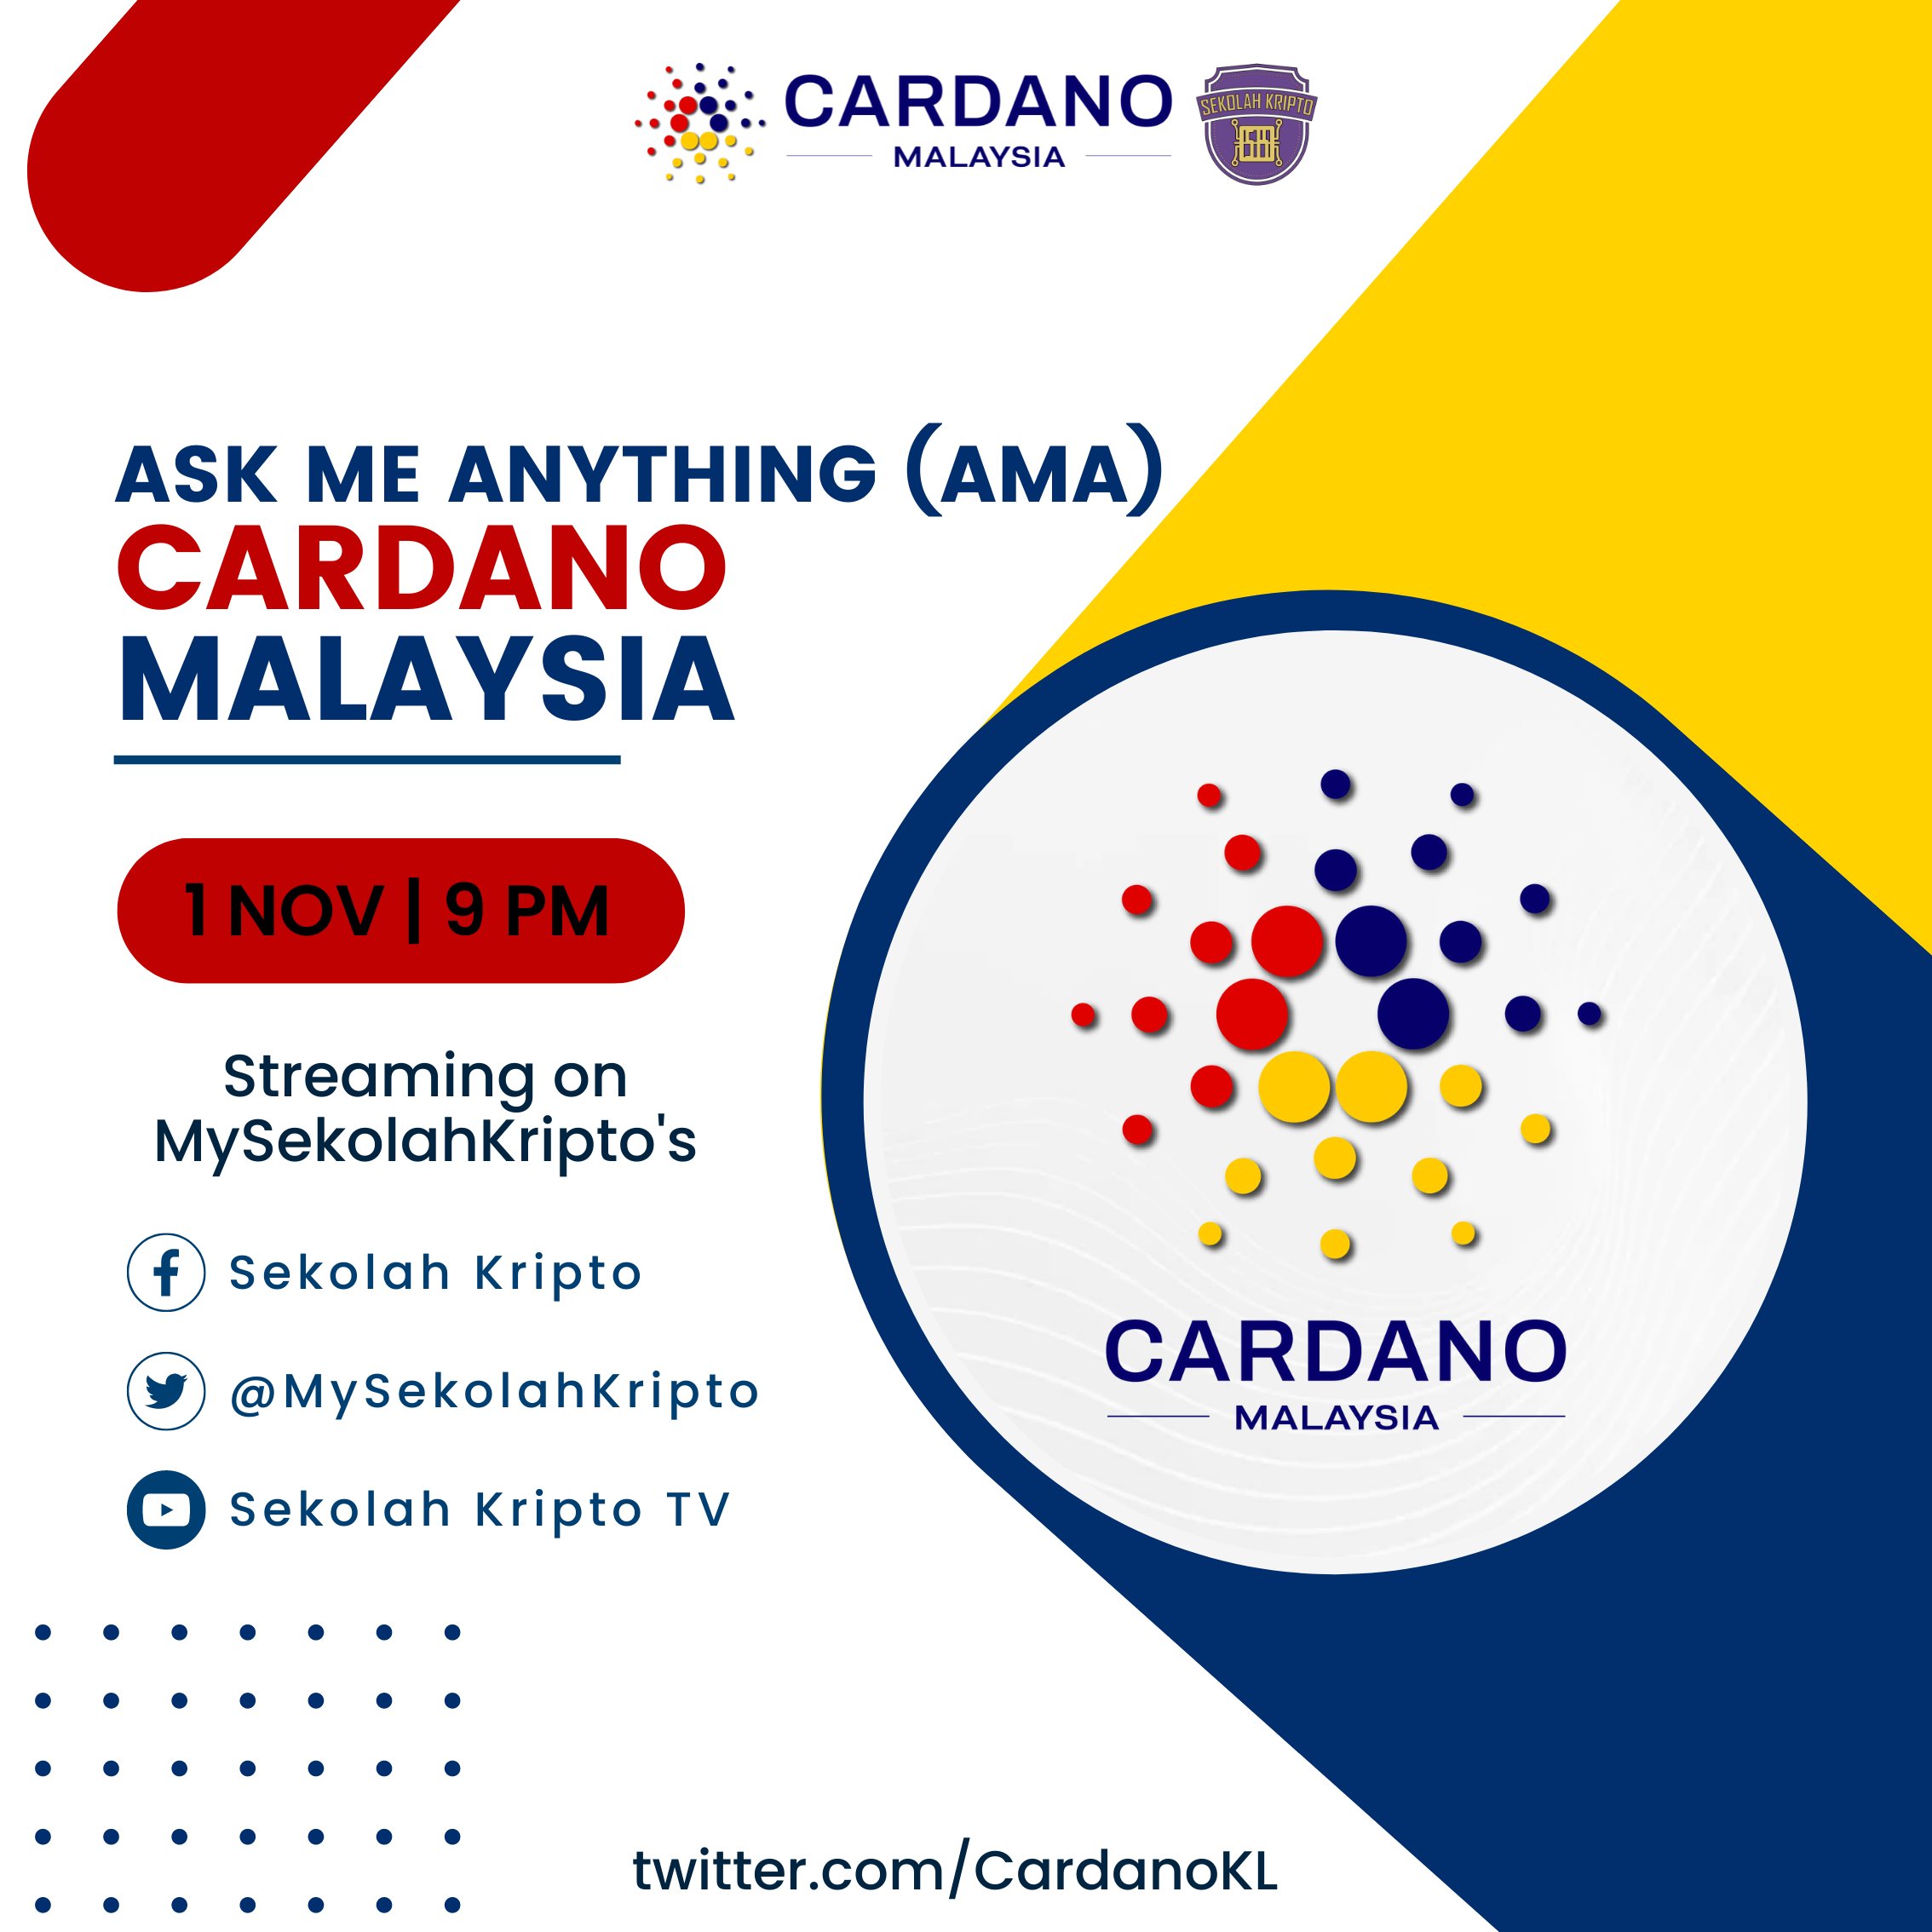 CARDANO
MALAYSIA
SEKOLAH KRIPTO
ASK ME ANYTHING (AMA)
CARDANO
MALAYSIA
1 NOV | 9 PM
Streaming on
MySekolahKripto's
Sekolah Kripto
@MySekolahKripto
Sekolah Kripto TV
CARDANO
MALAYSIA
twitter.com/CardanoKL